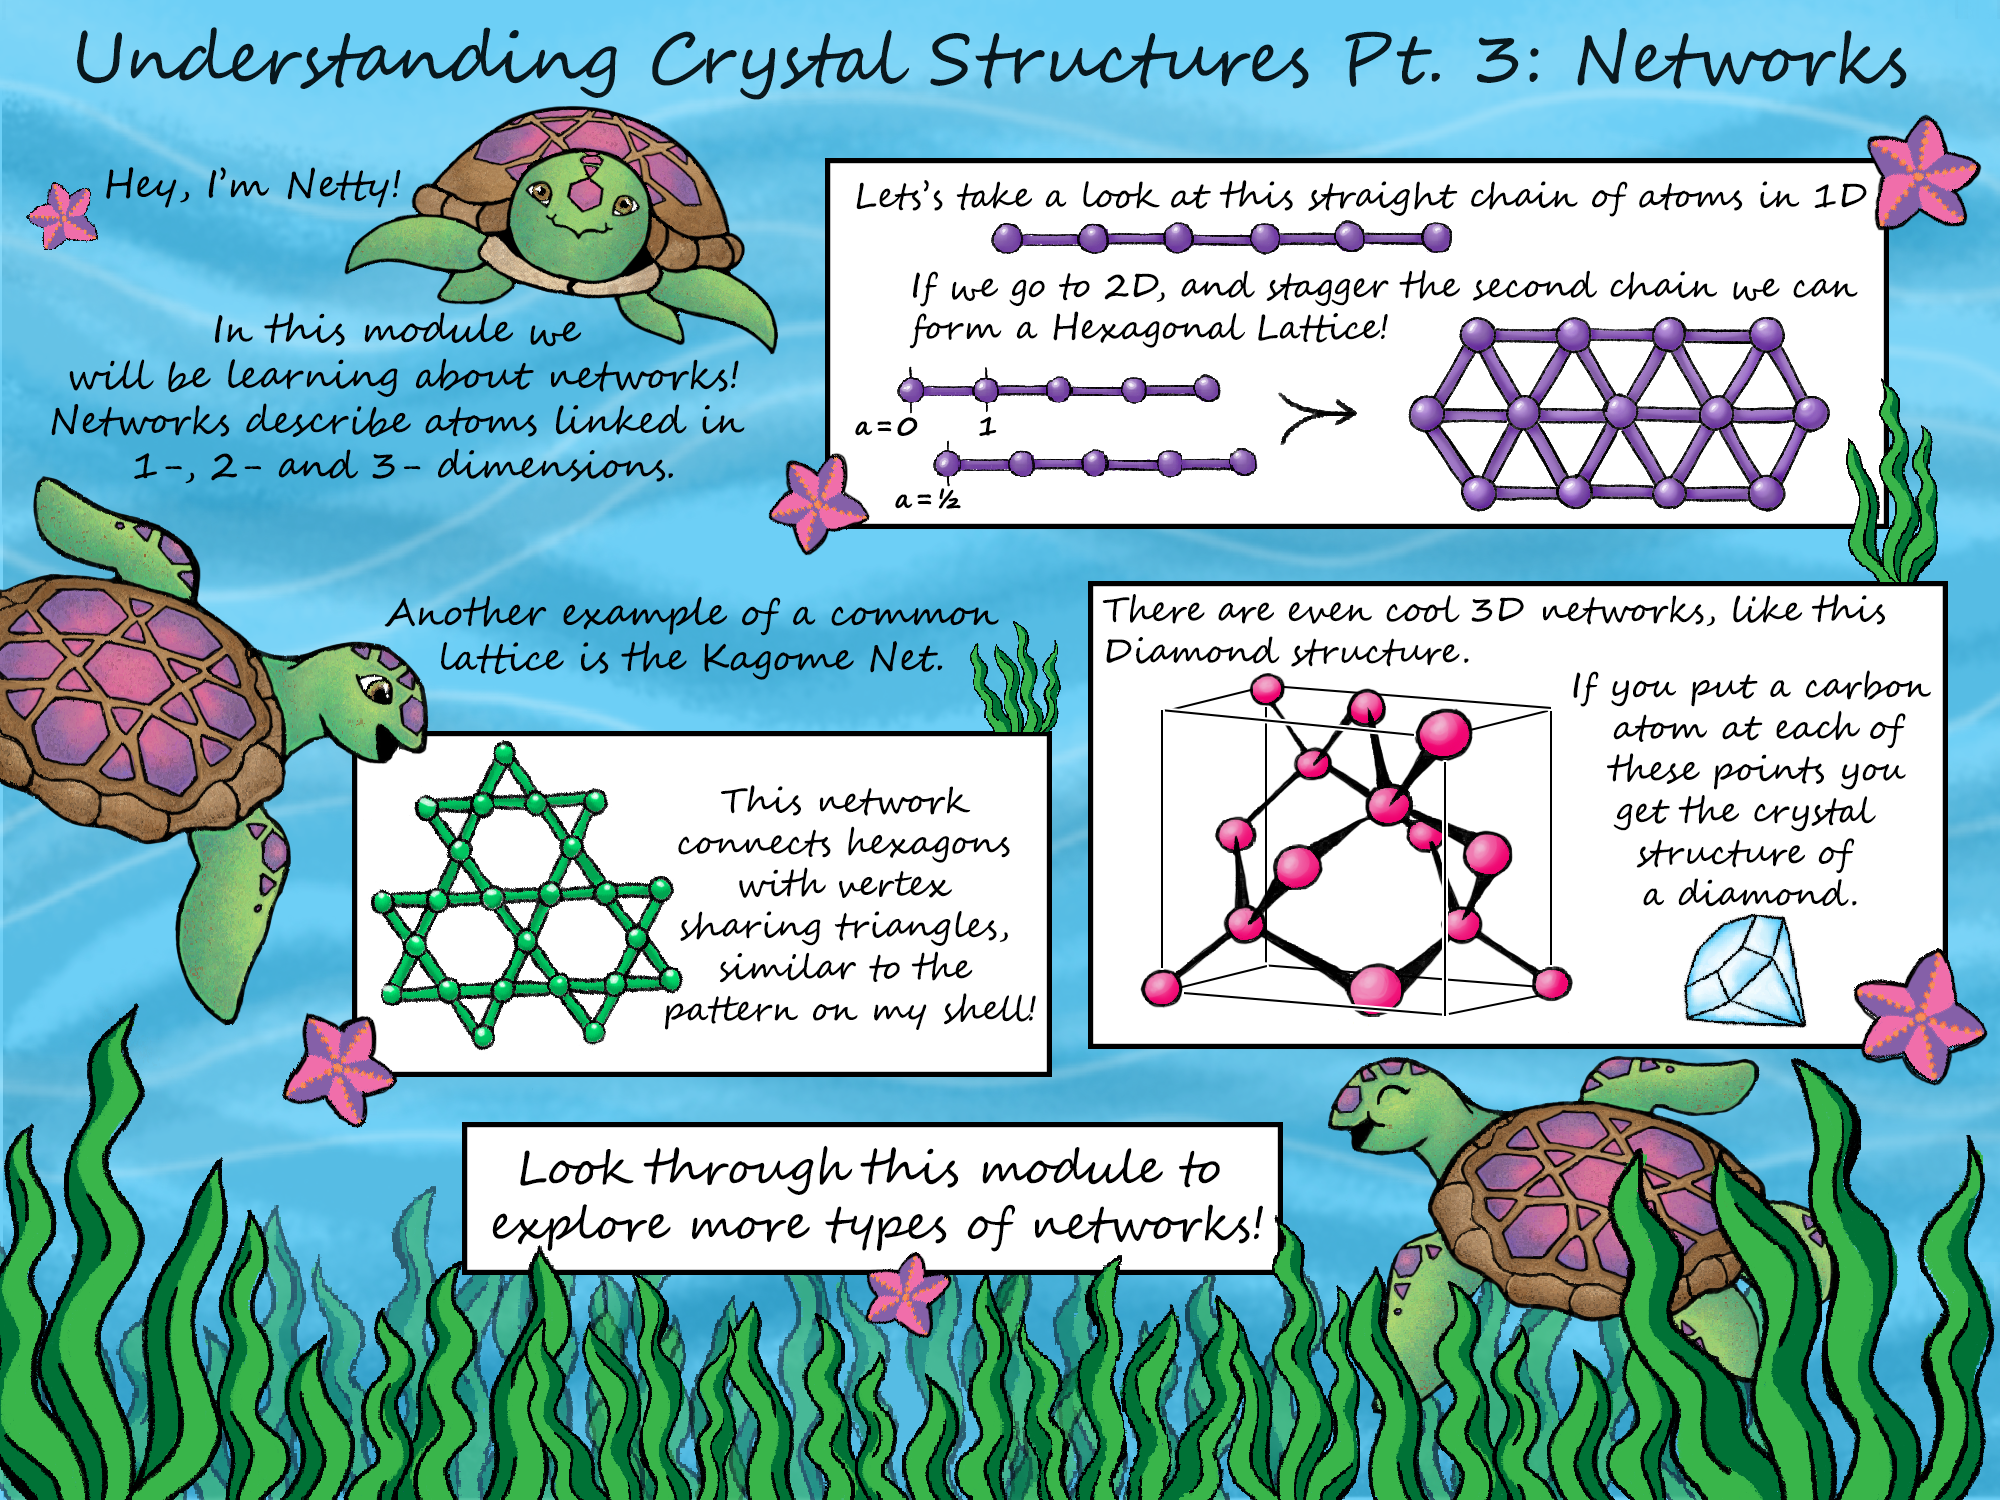 Understanding Crystal Structures Pt. 3: Networks
Hey, I'm Netty!
In this module we
will be learning about networks!
Networks describe atoms linked in
1-, 2- and 3- dimensions.
Lets's take a look at this straight chain of atoms in 1D
If we go to 2D, and stagger the second chain we can
form a Hexagonal Lattice!
a=0 1
a=½
Another example of a common
lattice is the Kagome Net.
This network
connects hexagons
with vertex
sharing triangles,
similar to the
pattern on my shell!
There are even cool 3D networks, like this
Diamond structure.
If you put a carbon
atom at each of
these points you
get the crystal
structure of
a diamond.
Look through this module to
explore more types of networks!